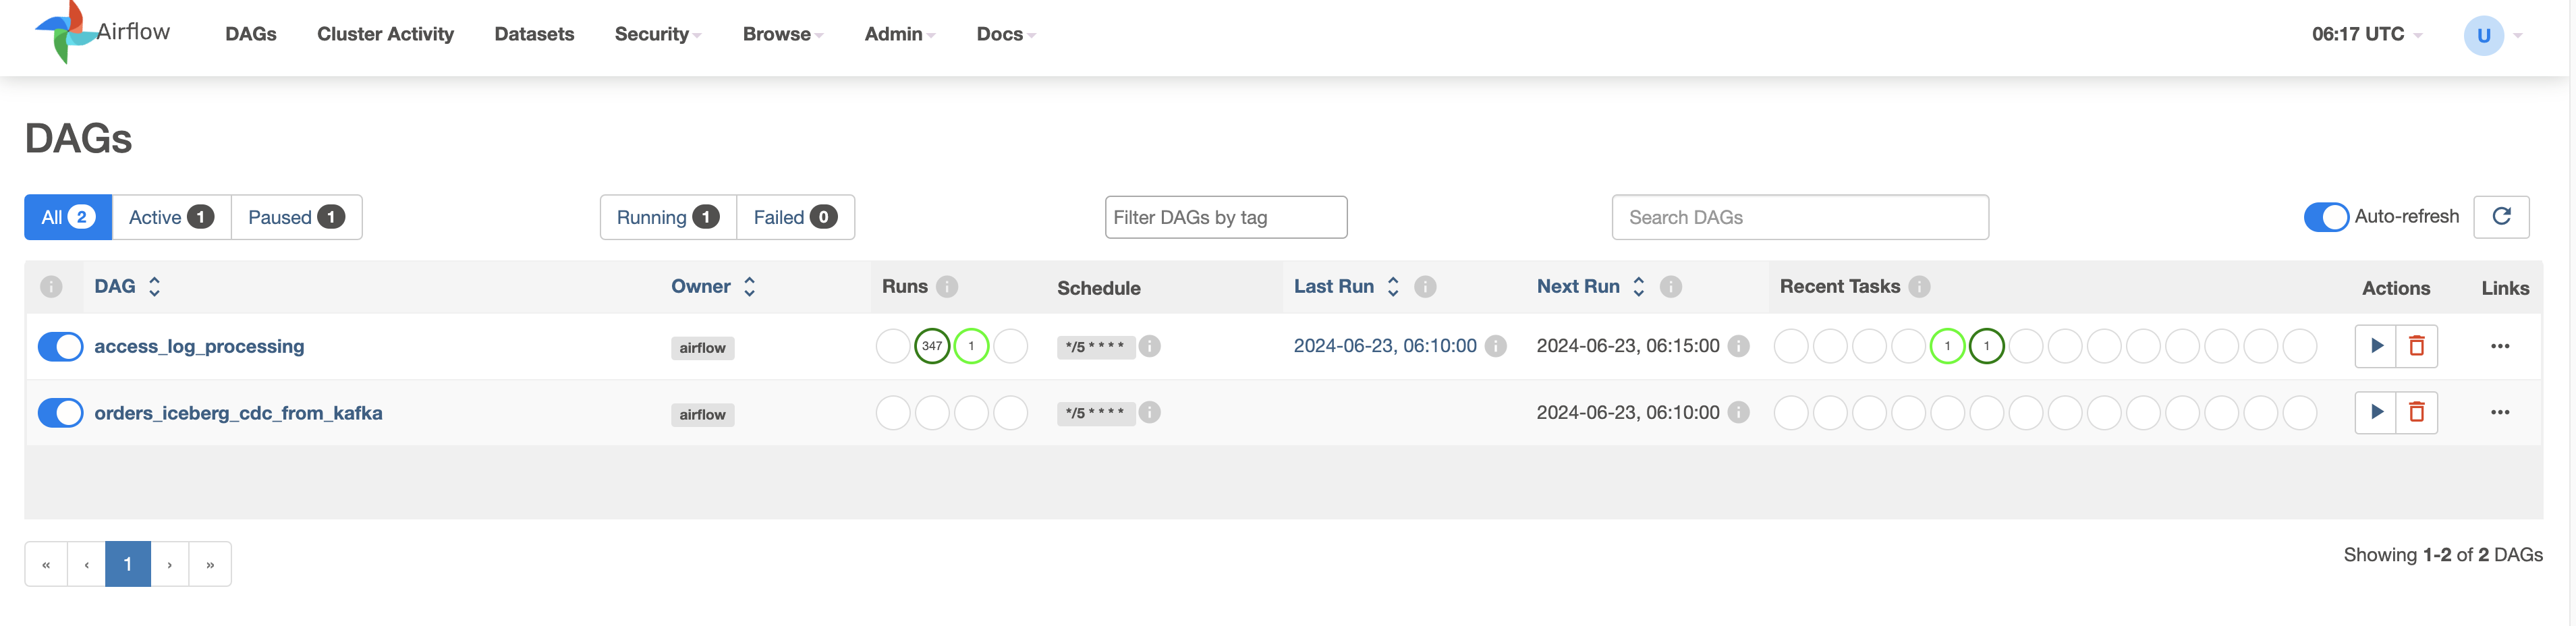 Airflow DAGs Cluster Activity Datasets Security Browse Admin Docs 06:17 UTC U
DAGs
All 2 Active 1 Paused 1 Running 1 Failed 0 Filter DAGs by tag Search DAGs Auto-refresh
DAG Owner Runs Schedule Last Run Next Run Recent Tasks Actions Links
access_log_processing airflow 347 1 */5 * * * * 2024-06-23, 06:10:00 2024-06-23, 06:15:00 1 1
orders_iceberg_cdc_from_kafka airflow */5 * * * * 2024-06-23, 06:10:00
« ‹ 1 › » Showing 1-2 of 2 DAGs